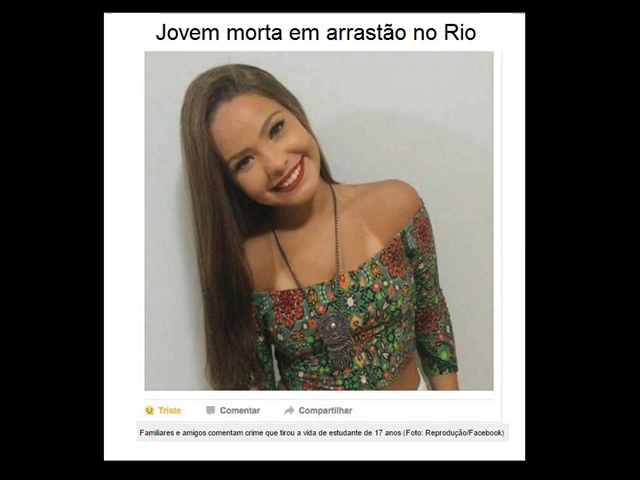 Jovem morta em arrastão no Rio
Triste Comentar Compartilhar
Familiares e amigos comentam crime que tirou a vida de estudante de 17 anos (Foto: Reprodução/Facebook)